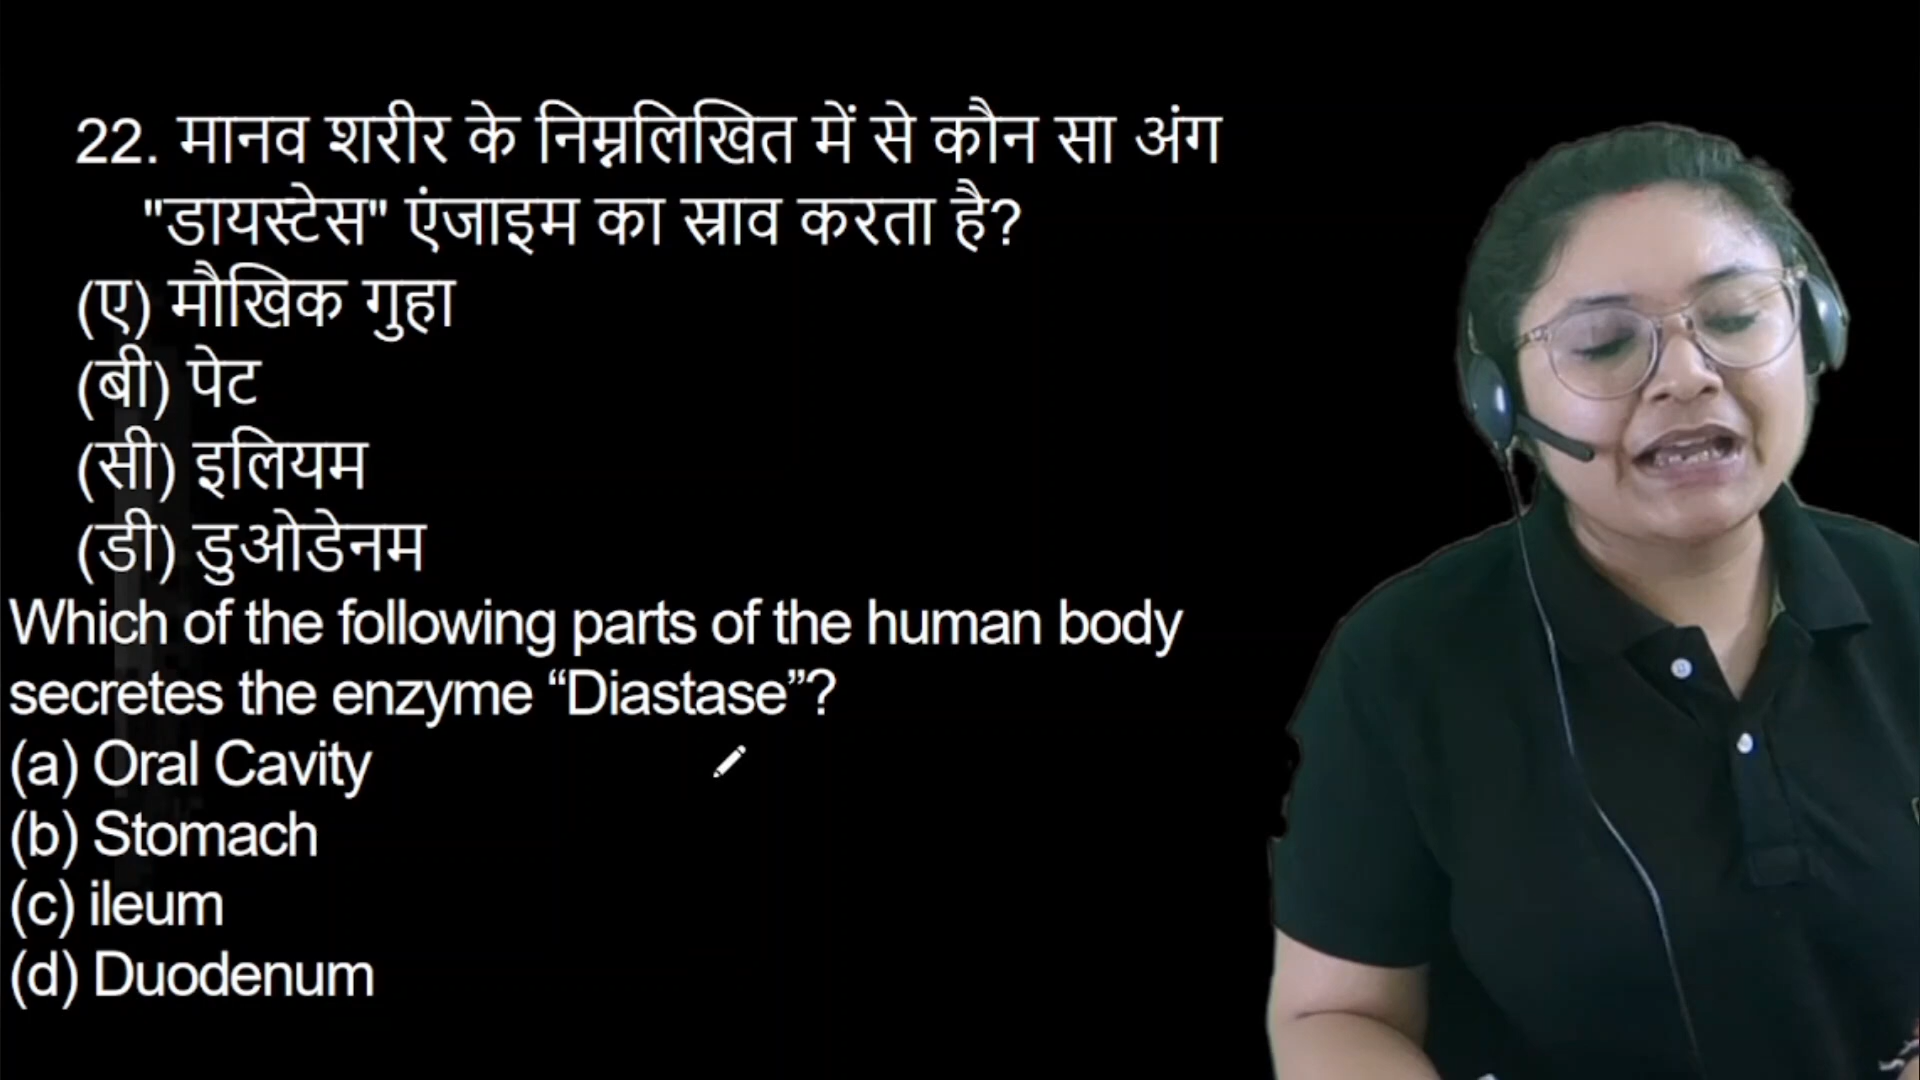 22. मानव शरीर के निम्नलिखित में से कौन सा अंग
"डायस्टेस" एंजाइम का स्राव करता है?
(ए) मौखिक गुहा
(बी) पेट
(सी) इलियम
(डी) डुओडेनम
Which of the following parts of the human body
secretes the enzyme “Diastase”?
(a) Oral Cavity
(b) Stomach
(c) ileum
(d) Duodenum